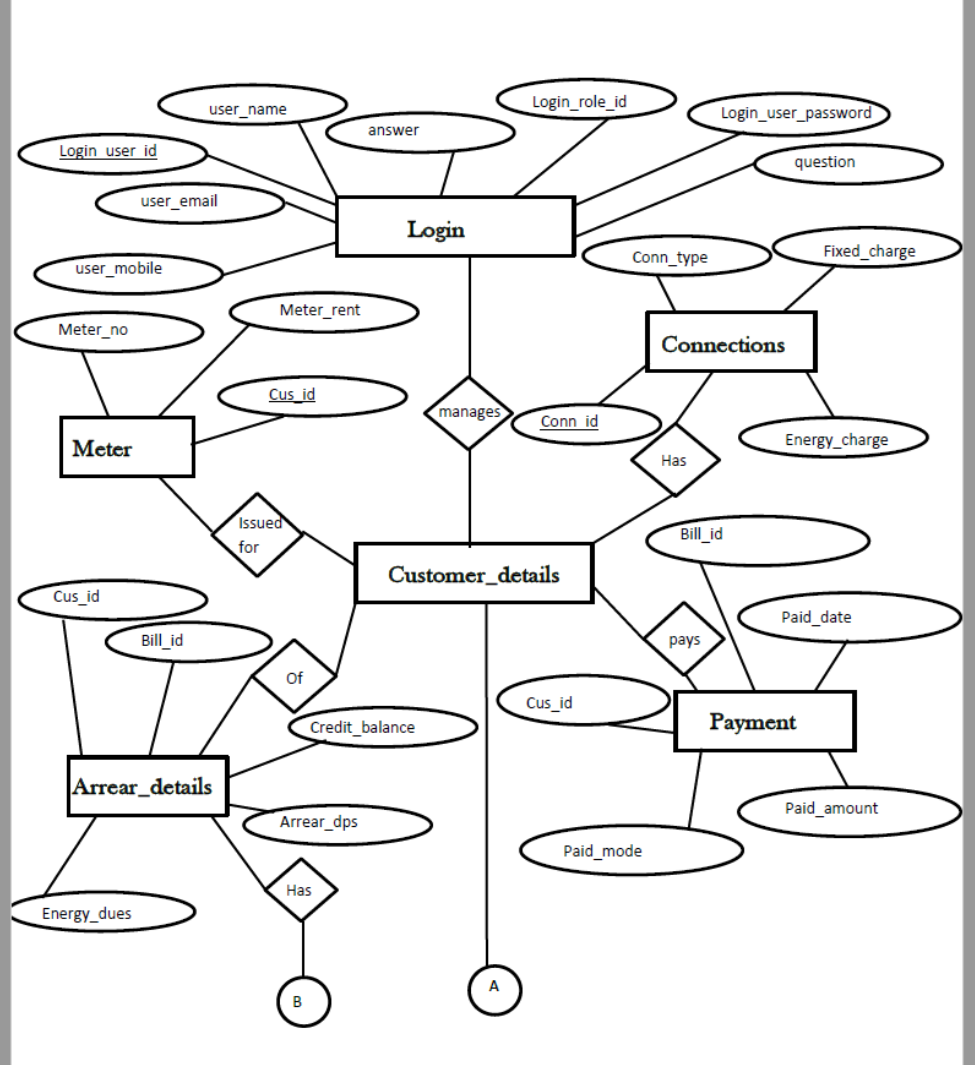 user_name
answer
Login_role_id
Login_user_password
Login_user_id
question
user_email
Login
user_mobile
Conn_type
Fixed_charge
Meter_no
Meter_rent
Connections
Cus_id
manages
Conn_id
Energy_charge
Meter
Has
Issued
for
Bill_id
Customer_details
Cus_id
Bill_id
Paid_date
pays
Of
Cus_id
Payment
Credit_balance
Arrear_details
Arrear_dps
Paid_amount
Paid_mode
Has
Energy_dues
A
B